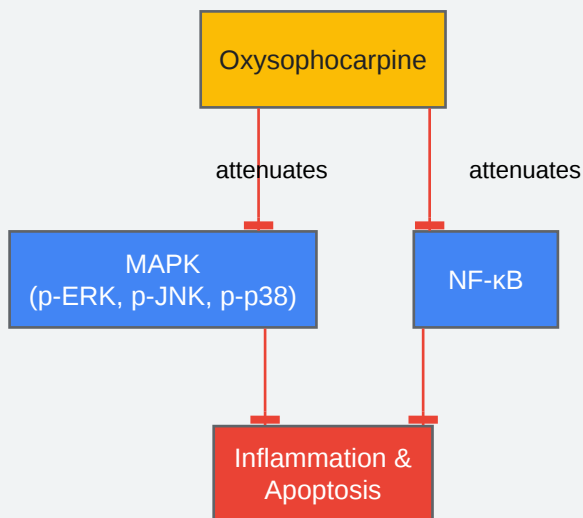 Oxysophocarpine
attenuates
attenuates
MAPK
(p-ERK, p-JNK, p-p38)
NF-κB
Inflammation &
Apoptosis